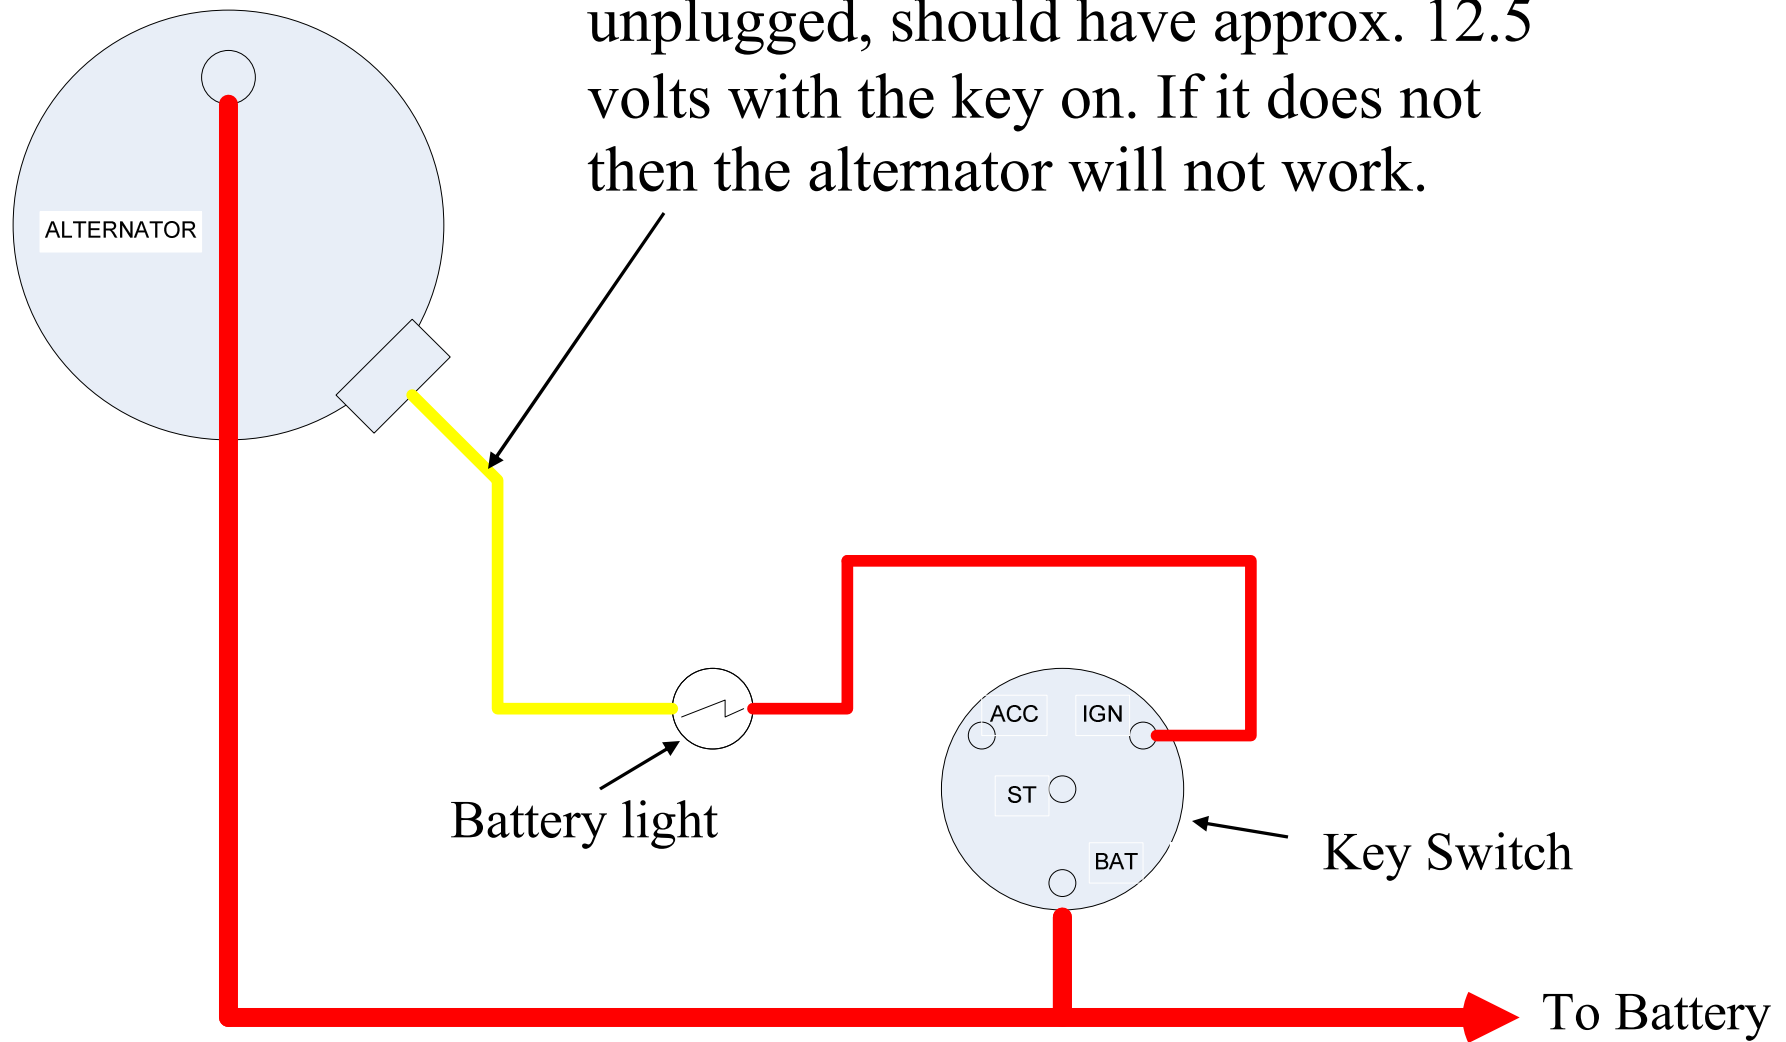 unplugged, should have approx. 12.5
volts with the key on. If it does not
then the alternator will not work.
ALTERNATOR
ACC
IGN
ST
Battery light
BAT
Key Switch
To Battery